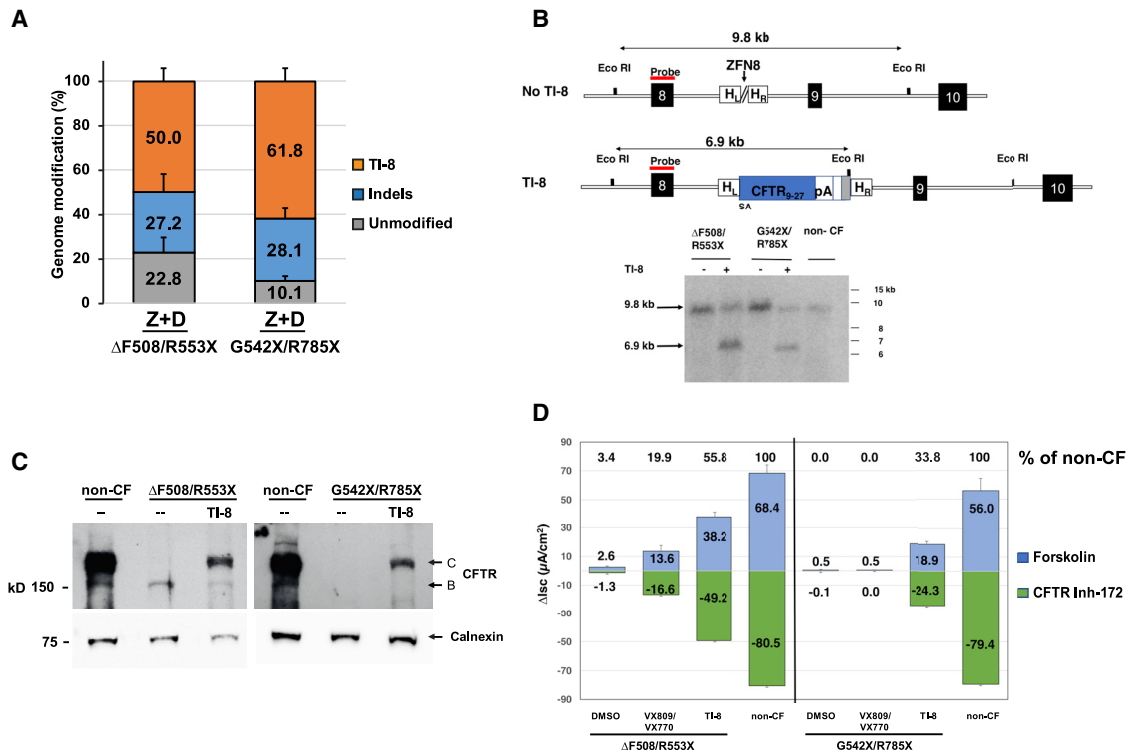 A
Genome modification (%)
100
80
60
40
20
0
50.0
27.2
22.8
61.8
28.1
10.1
TI-8
Indels
Unmodified
Z+D
Z+D
ΔF508/R553X
G542X/R785X
B
9.8 kb
Eco RI
Probe
ZFN8
Eco RI
No TI-8
8
HL
HR
9
10
6.9 kb
Eco RI
Probe
Eco RI
Eco RI
TI-8
8
HL
CFTR9-27
pA
HR
9
10
SA
ΔF508/
R553X
G542X/
R785X
non- CF
TI-8
-
+
-
+
9.8 kb
6.9 kb
15 kb
10
8
7
6
C
non-CF
ΔF508/R553X
non-CF
G542X/R785X
–
--
TI-8
--
--
TI-8
C
CFTR
B
kD 150 –
75 -
Calnexin
D
ΔIsc (µA/cm²)
90
70
50
30
10
-10
-30
-50
-70
-90
3.4
19.9
55.8
100
0.0
0.0
33.8
100
% of non-CF
2.6
13.6
38.2
68.4
0.5
0.5
18.9
56.0
-1.3
-16.6
-49.2
-80.5
-0.1
0.0
-24.3
-79.4
Forskolin
CFTR Inh-172
DMSO
VX809/
VX770
TI-8
non-CF
DMSO
VX809/
VX770
TI-8
non-CF
ΔF508/R553X
G542X/R785X